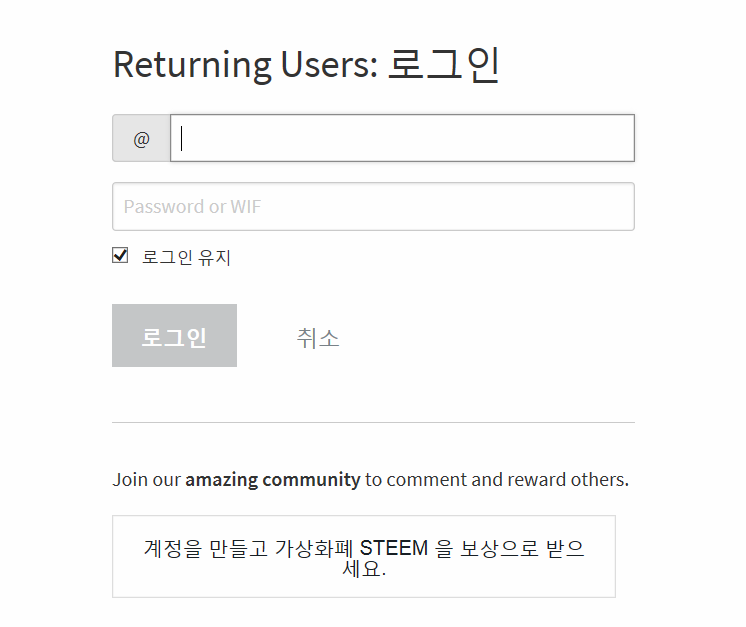 Returning Users: 로그인
@
Password or WIF
로그인 유지
로그인
취소
Join our amazing community to comment and reward others.
계정을 만들고 가상화폐 STEEM 을 보상으로 받으
세요.